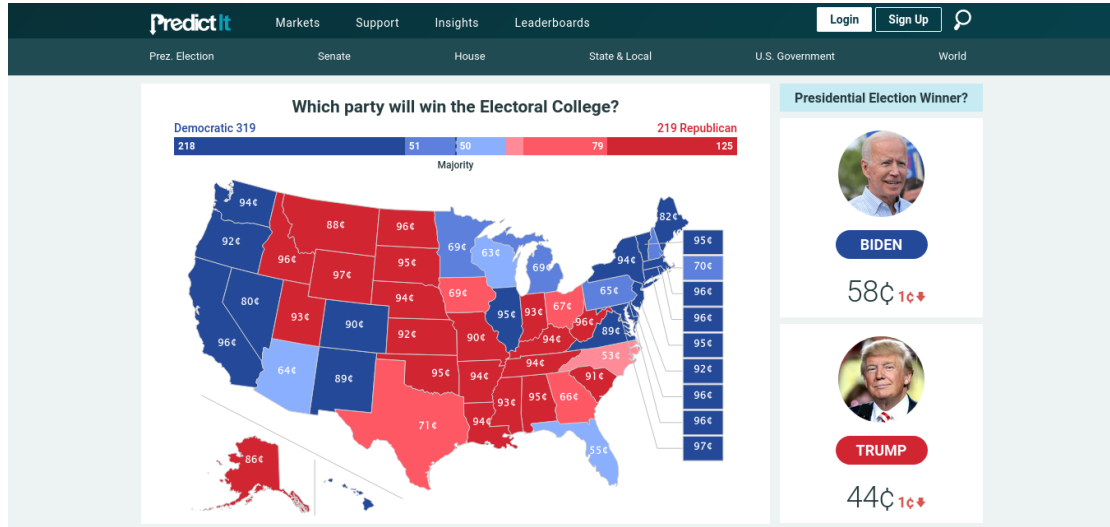 PredictIt
Markets Support Insights Leaderboards
Login Sign Up
Prez. Election Senate House State & Local U.S. Government World
Which party will win the Electoral College?
Democratic 319 219 Republican
218 51 50 79 125
Majority
94¢ 88¢ 96¢ 82¢
92¢ 96¢ 97¢ 95¢ 69¢ 63¢ 69¢ 94¢ 95¢
70¢
80¢ 93¢ 90¢ 94¢ 69¢ 95¢ 93¢ 67¢ 65¢ 96¢
96¢
96¢ 92¢ 90¢ 94¢ 96¢ 89¢ 95¢
64¢ 89¢ 95¢ 94¢ 94¢ 53¢ 92¢
91¢ 96¢
71¢ 94¢ 93¢ 95¢ 66¢ 96¢
55¢ 97¢
86¢
Presidential Election Winner?
BIDEN
58¢ 1¢
TRUMP
44¢ 1¢